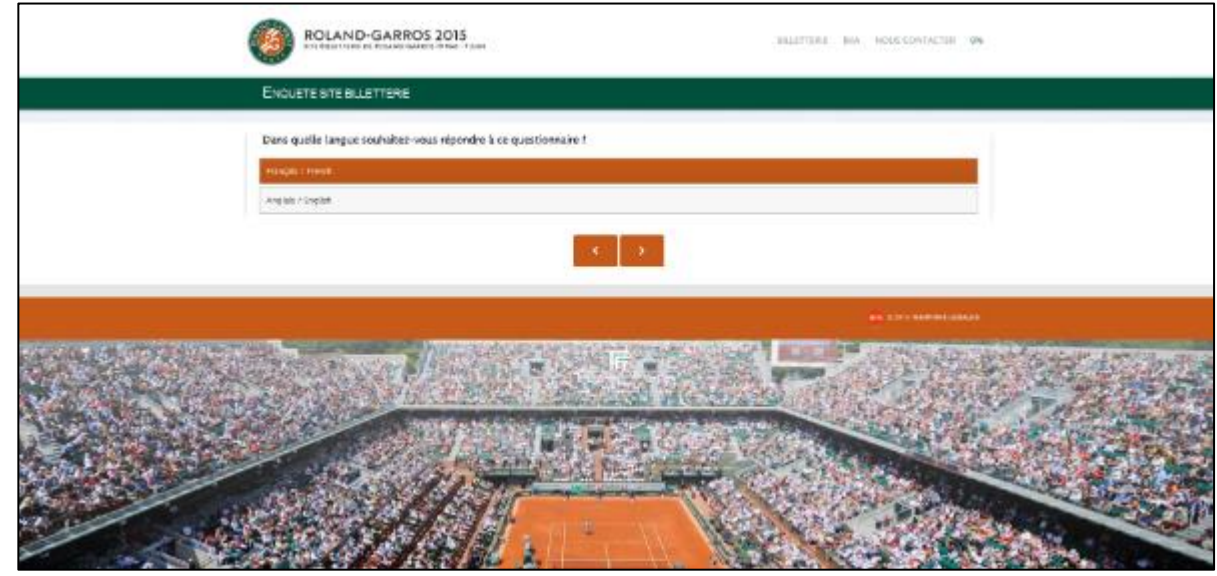 ROLAND-GARROS 2015
BILLETTERIE
NOUS CONTACTER
ENQUETE SITE BILLETTERIE
Dans quelle langue souhaitez-vous répondre à ce questionnaire ?
Français / French
Anglais / English